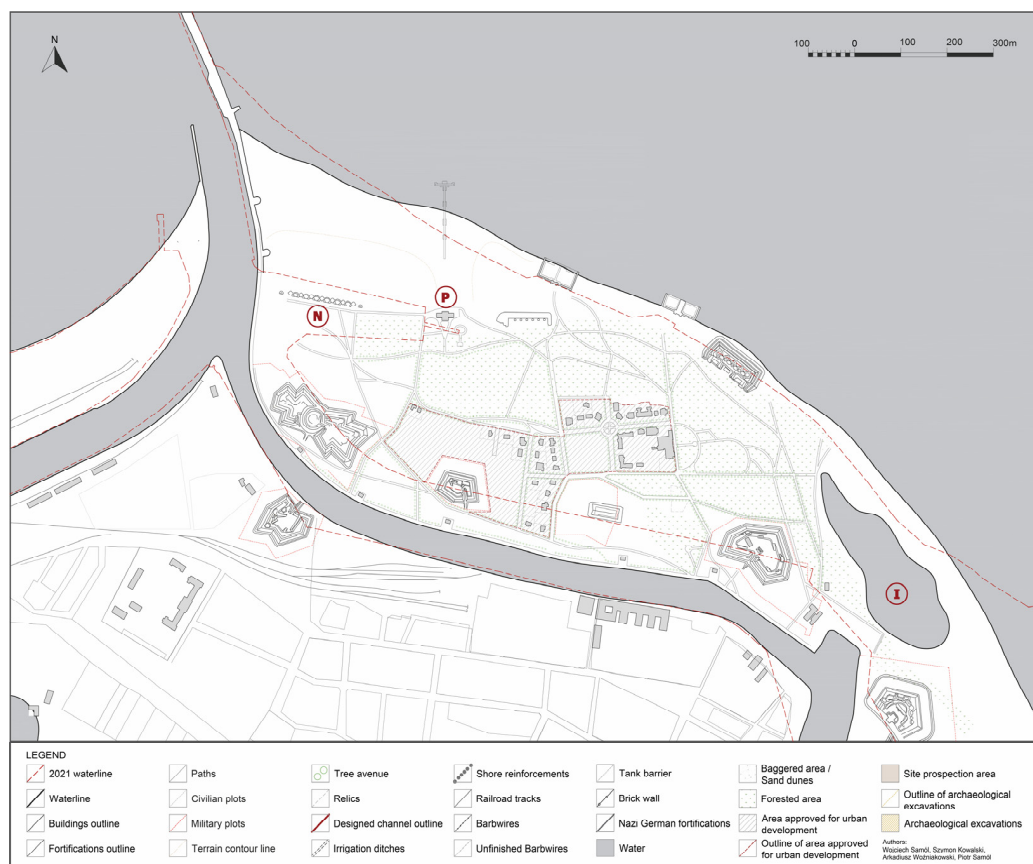 N
100 0 100 200 300m
P
N
I
LEGEND
2021 waterline
Waterline
Buildings outline
Fortifications outline
Paths
Civilian plots
Military plots
Terrain contour line
Tree avenue
Relics
Designed channel outline
Irrigation ditches
Shore reinforcements
Railroad tracks
Barbwires
Unfinished Barbwires
Tank barrier
Brick wall
Nazi German fortifications
Water
Baggered area /
Sand dunes
Forested area
Area approved for urban
development
Outline of area approved
for urban development
Site prospection area
Outline of archaeological
excavations
Archaeological excavations
Authors:
Wojciech Samól, Szymon Kowalski,
Arkadiusz Woźniakowski, Piotr Samól